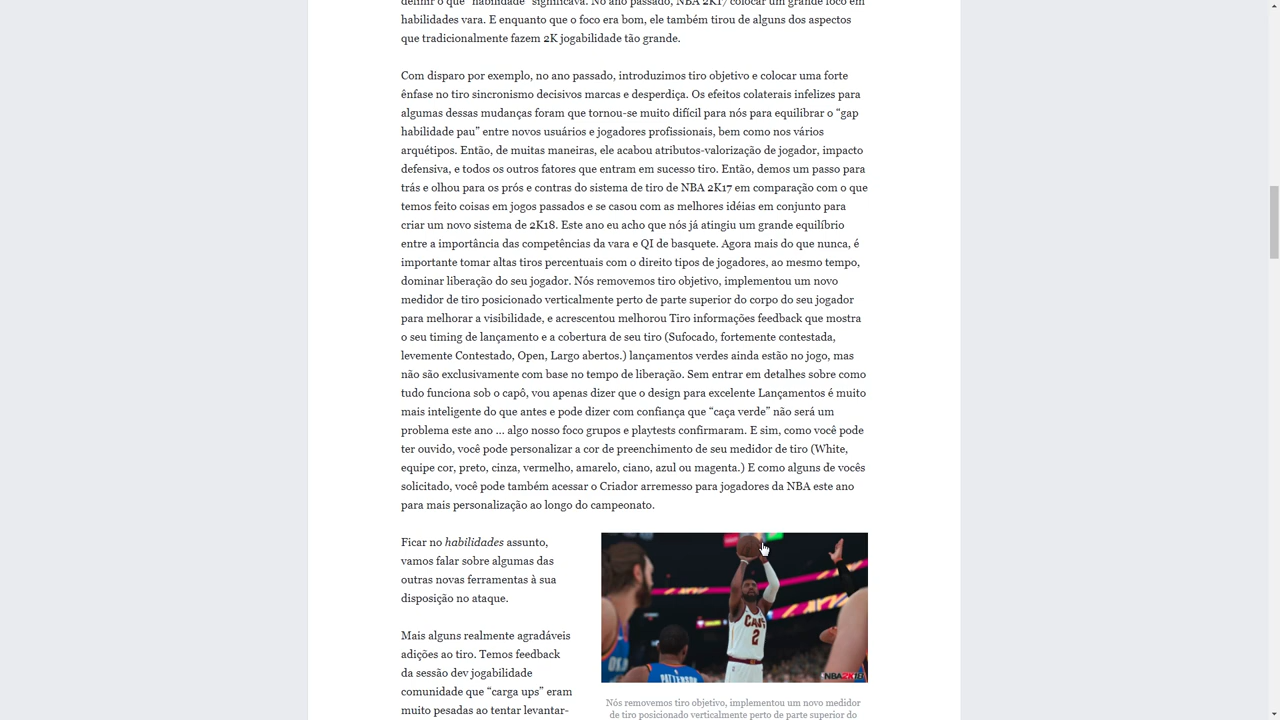 definir o que "habilidade" significava. No ano passado, NBA 2K17 colocar um grande foco em
habilidades vara. E enquanto que o foco era bom, ele também tirou de alguns dos aspectos
que tradicionalmente fazem 2K jogabilidade tão grande.
Com disparo por exemplo, no ano passado, introduzimos tiro objetivo e colocar uma forte
ênfase no tiro sincronismo decisivos marcas e desperdiça. Os efeitos colaterais infelizes para
algumas dessas mudanças foram que tornou-se muito difícil para nós para equilibrar o “gap
habilidade pau” entre novos usuários e jogadores profissionais, bem como nos vários
arquétipos. Então, de muitas maneiras, ele acabou atributos-valorização de jogador, impacto
defensiva, e todos os outros fatores que entram em sucesso tiro. Então, demos um passo para
trás e olhou para os prós e contras do sistema de tiro de NBA 2K17 em comparação com o que
temos feito coisas em jogos passados e se casou com as melhores idéias em conjunto para
criar um novo sistema de 2K18. Este ano eu acho que nós já atingiu um grande equilíbrio
entre a importância das competências da vara e QI de basquete. Agora mais do que nunca, é
importante tomar altas tiros percentuais com o direito tipos de jogadores, ao mesmo tempo,
dominar liberação do seu jogador. Nós removemos tiro objetivo, implementou um novo
medidor de tiro posicionado verticalmente perto de parte superior do corpo do seu jogador
para melhorar a visibilidade, e acrescentou melhorou Tiro informações feedback que mostra
o seu timing de lançamento e a cobertura de seu tiro (Sufocado, fortemente contestada,
levemente Contestado, Open, Largo abertos.) lançamentos verdes ainda estão no jogo, mas
não são exclusivamente com base no tempo de liberação. Sem entrar em detalhes sobre como
tudo funciona sob o capô, vou apenas dizer que o design para excelente Lançamentos é muito
mais inteligente do que antes e pode dizer com confiança que “caça verde” não será um
problema este ano ... algo nosso foco grupos e playtests confirmaram. E sim, como você pode
ter ouvido, você pode personalizar a cor de preenchimento de seu medidor de tiro (White,
equipe cor, preto, cinza, vermelho, amarelo, ciano, azul ou magenta.) E como alguns de vocês
solicitado, você pode também acessar o Criador arremesso para jogadores da NBA este ano
para mais personalização ao longo do campeonato.
Ficar no habilidades assunto,
vamos falar sobre algumas das
outras novas ferramentas à sua
disposição no ataque.
Mais alguns realmente agradáveis
adições ao tiro. Temos feedback
da sessão dev jogabilidade
comunidade que “carga ups” eram
muito pesadas ao tentar levantar-
CAVS
2
PATTERSON
NBA2K18
Nós removemos tiro objetivo, implementou um novo medidor
de tiro posicionado verticalmente perto de parte superior do